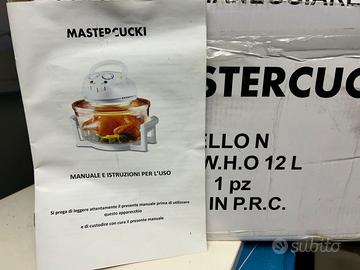 MASTERCUCKI
MANUALE E ISTRUZIONI PER L'USO
Si prega di leggere attentamente il presente manuale prima di utilizzare
questo apparecchio
e di custodire con cura il presente manuale
STERCUC
ELLO N
W.H.O 12 L
1 pz
IN P.R.C.
subito